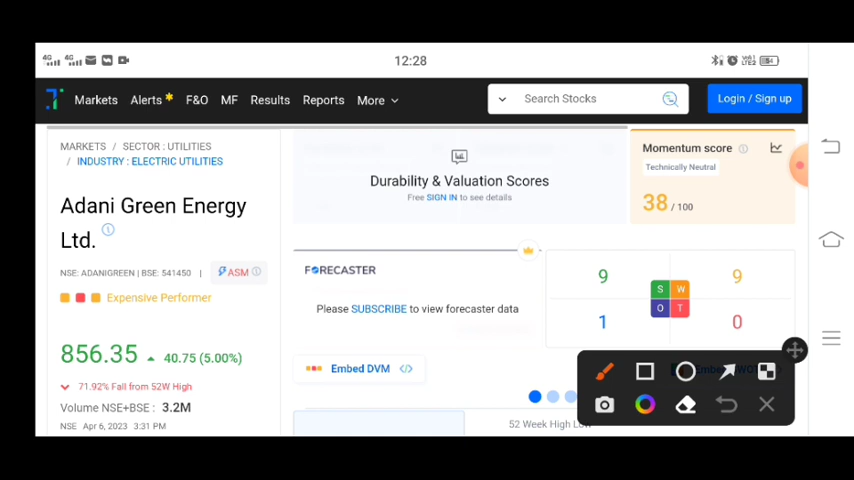 4G 4G 12:28
Markets Alerts F&O MF Results Reports More Search Stocks Login / Sign up
MARKETS / SECTOR : UTILITIES
/ INDUSTRY : ELECTRIC UTILITIES
Adani Green Energy
Ltd.
NSE: ADANIGREEN | BSE: 541450 | ASM
Expensive Performer
856.35 40.75 (5.00%)
71.92% Fall from 52W High
Volume NSE+BSE : 3.2M
NSE Apr 6, 2023 3:31 PM
Durability & Valuation Scores
Free SIGN IN to see details
Momentum score
Technically Neutral
38 / 100
FORECASTER
Please SUBSCRIBE to view forecaster data
9 9
S W
O T
1 0
Embed DVM
52 Week High Low